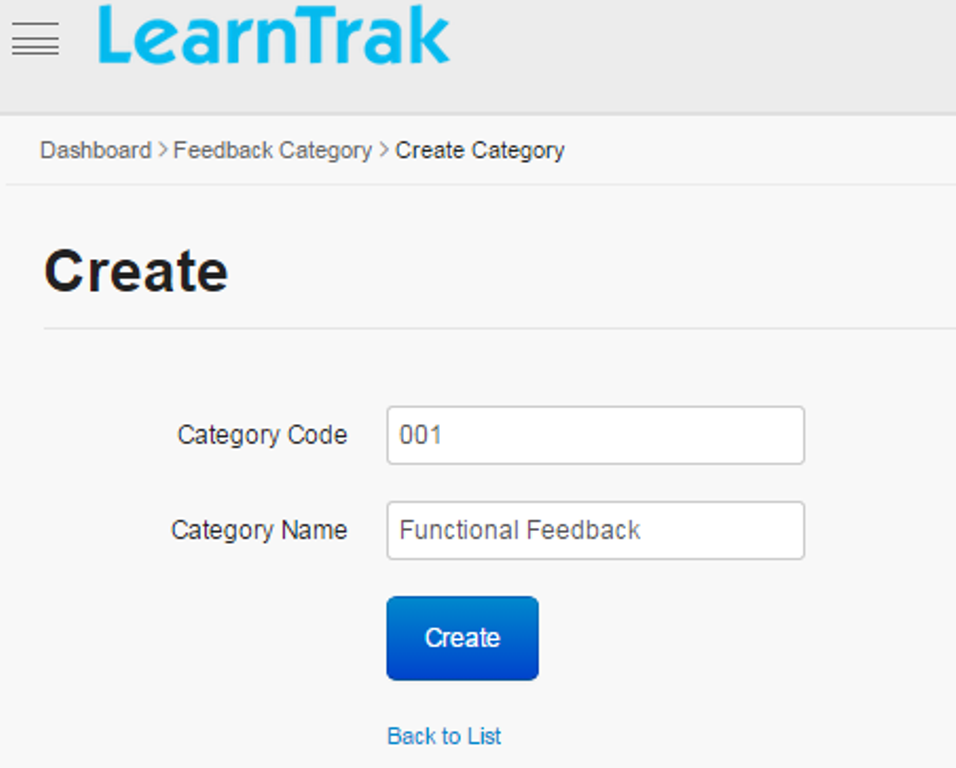 LearnTrak
Dashboard > Feedback Category > Create Category
Create
Category Code 001
Category Name Functional Feedback
Create
Back to List